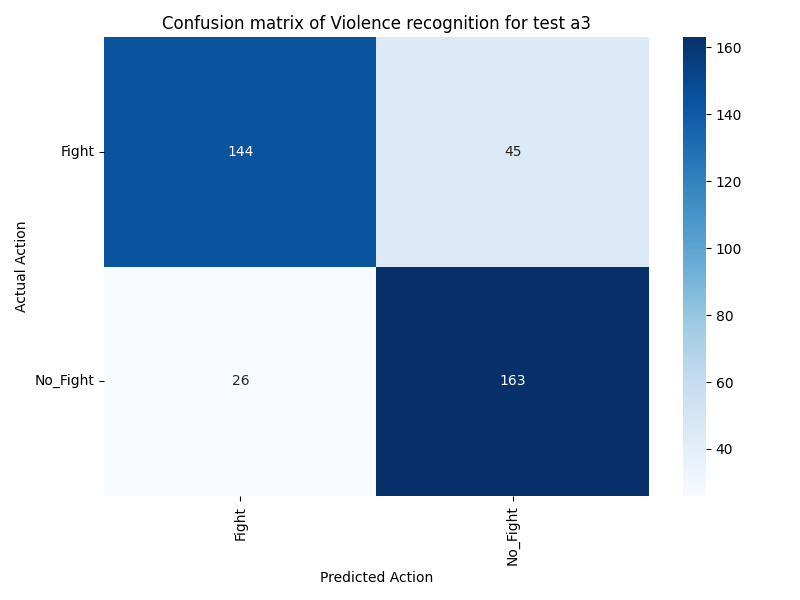 Confusion matrix of Violence recognition for test a3
Fight
144
45
No_Fight
26
163
Fight
No_Fight
Actual Action
Predicted Action
160
140
120
100
80
60
40